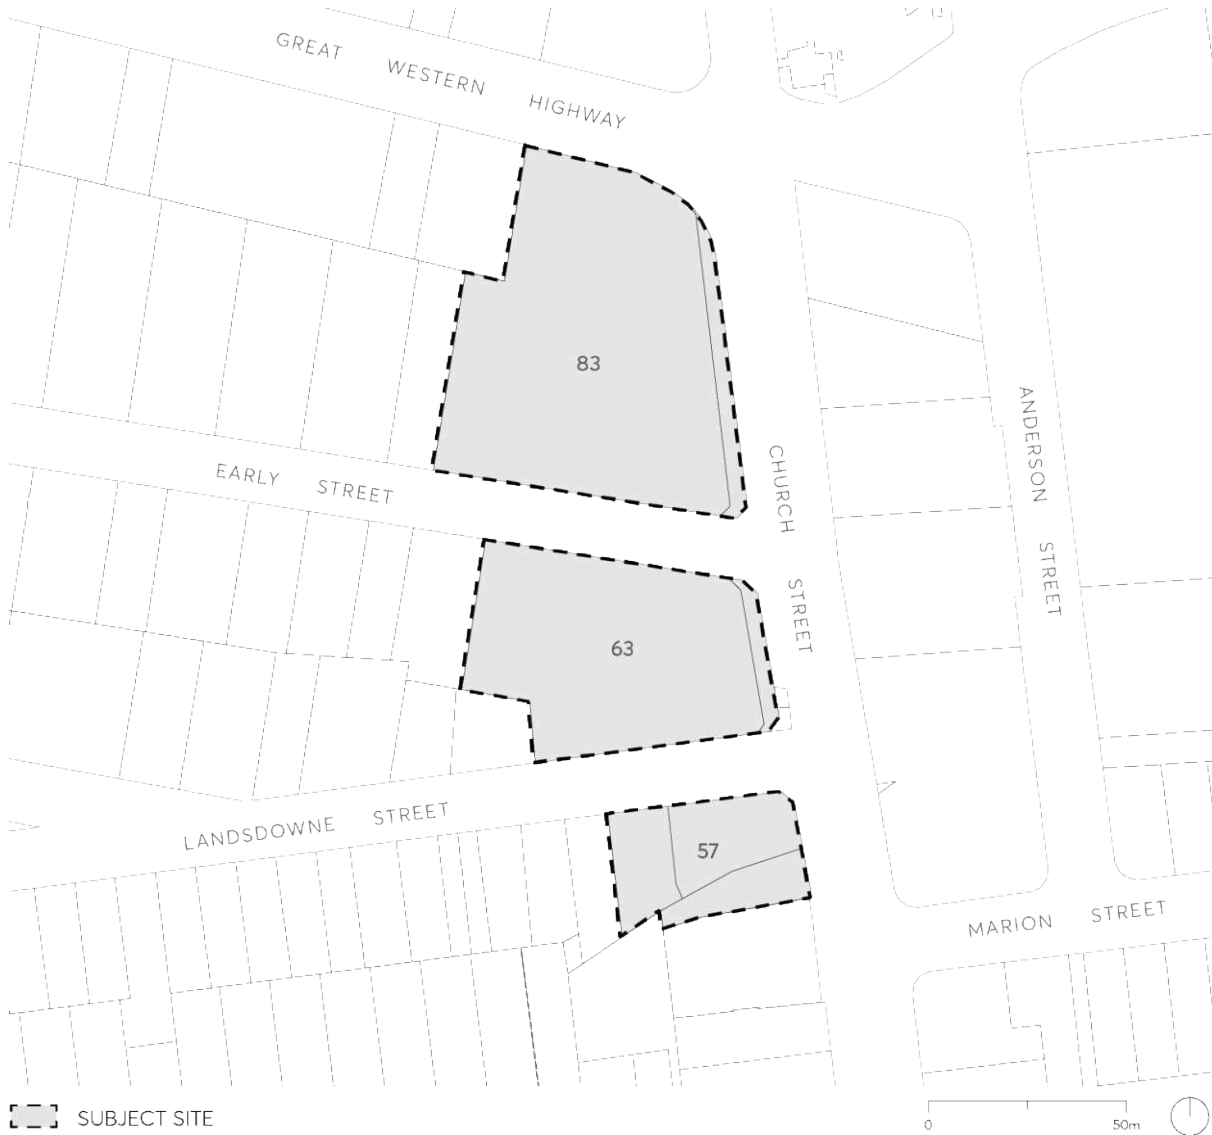 GREAT WESTERN HIGHWAY
83
EARLY STREET
CHURCH STREET
ANDERSON STREET
63
LANDSDOWNE STREET
57
MARION STREET
SUBJECT SITE
0 50m